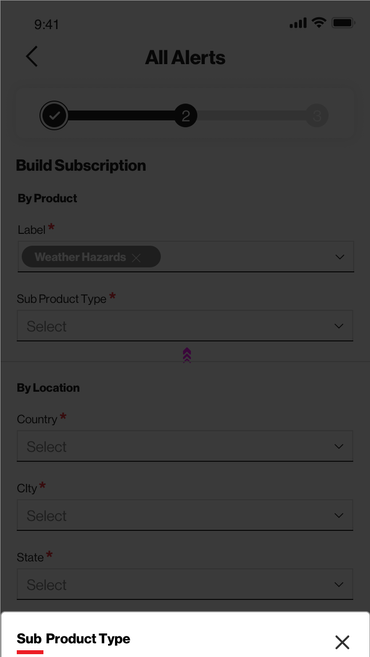 9:41
All Alerts
2
3
Build Subscription
By Product
Label *
Weather Hazards
Sub Product Type *
Select
By Location
Country *
Select
CIty *
Select
State *
Select
Sub Product Type